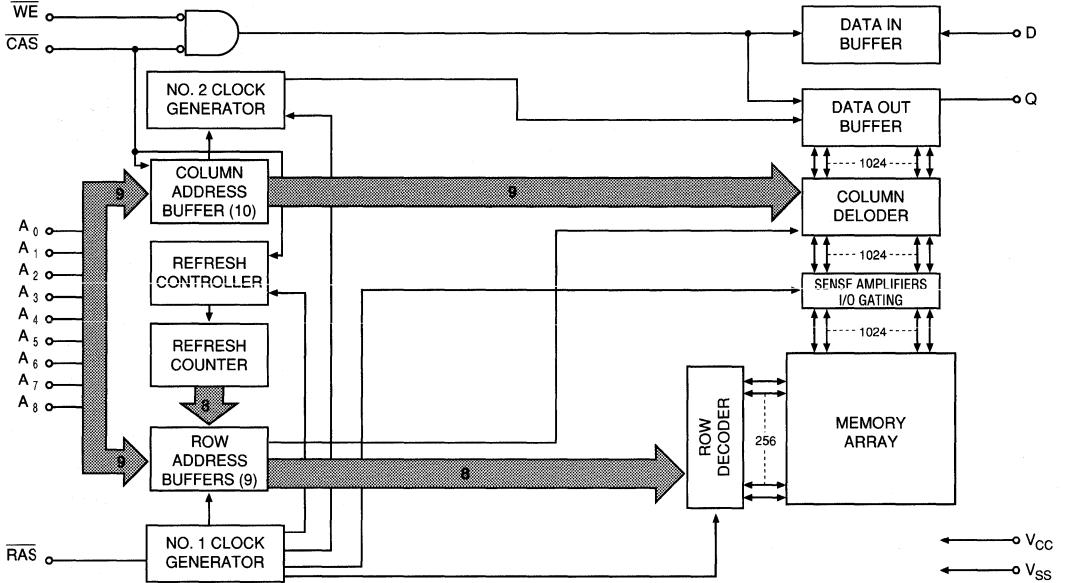 WE
CAS
NO. 2 CLOCK
GENERATOR
DATA IN
BUFFER
D
DATA OUT
BUFFER
Q
1024
COLUMN
ADDRESS
BUFFER (10)
9
9
COLUMN
DELODER
1024
A0
A1
A2
A3
A4
A5
A6
A7
A8
REFRESH
CONTROLLER
SENSE AMPLIFIERS
I/O GATING
1024
REFRESH
COUNTER
8
ROW
ADDRESS
BUFFERS (9)
9
8
ROW
DECODER
256
MEMORY
ARRAY
RAS
NO. 1 CLOCK
GENERATOR
VCC
VSS